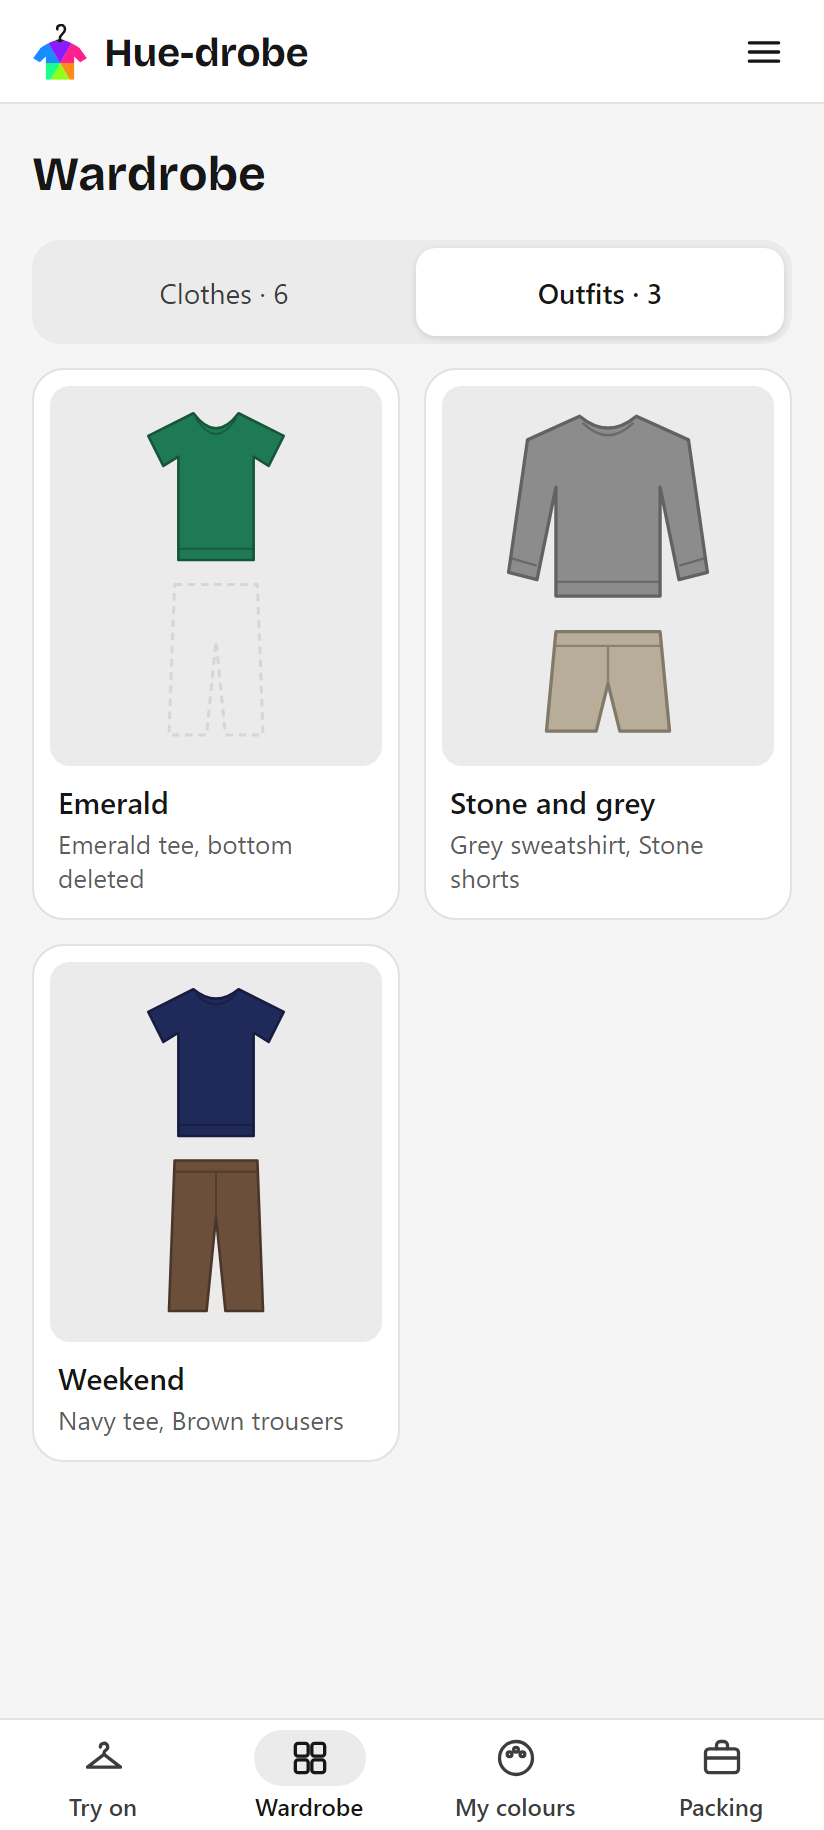 Hue-drobe
Wardrobe
Clothes · 6
Outfits · 3
Emerald
Emerald tee, bottom
deleted
Stone and grey
Grey sweatshirt, Stone
shorts
Weekend
Navy tee, Brown trousers
Try on
Wardrobe
My colours
Packing